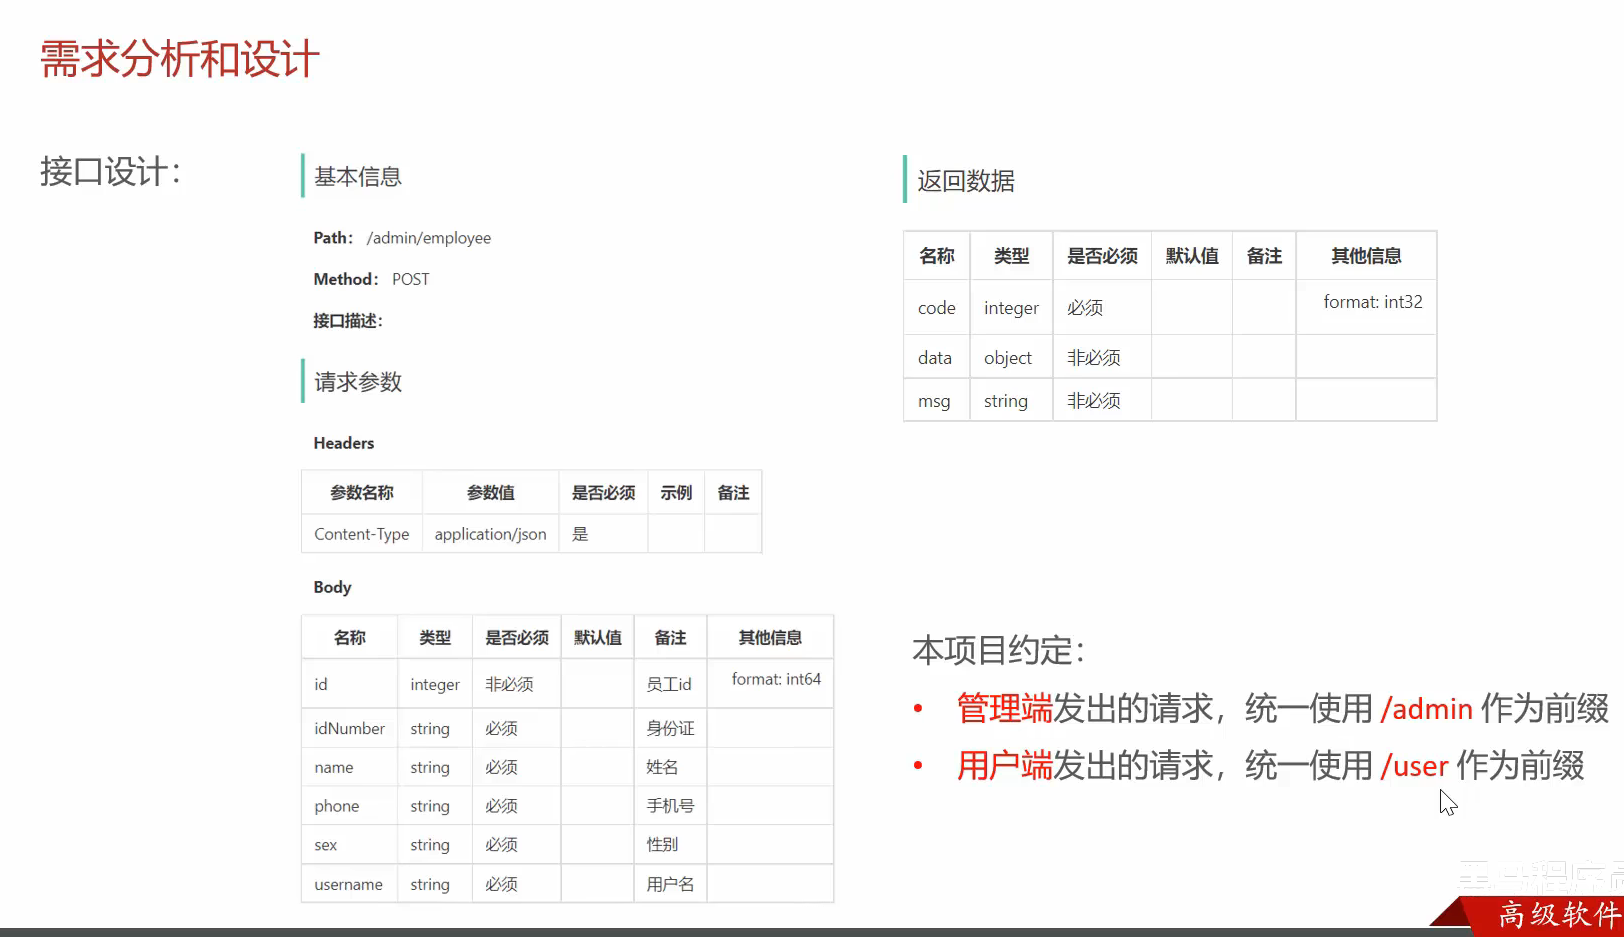 需求分析和设计
接口设计：
基本信息
Path： /admin/employee
Method： POST
接口描述：
请求参数
Headers
参数名称 参数值 是否必须 示例 备注
Content-Type application/json 是
Body
名称 类型 是否必须 默认值 备注 其他信息
id integer 非必须 员工id format: int64
idNumber string 必须 身份证
name string 必须 姓名
phone string 必须 手机号
sex string 必须 性别
username string 必须 用户名
返回数据
名称 类型 是否必须 默认值 备注 其他信息
code integer 必须 format: int32
data object 非必须
msg string 非必须
本项目约定：
• 管理端发出的请求，统一使用 /admin 作为前缀
• 用户端发出的请求，统一使用 /user 作为前缀
高级软件